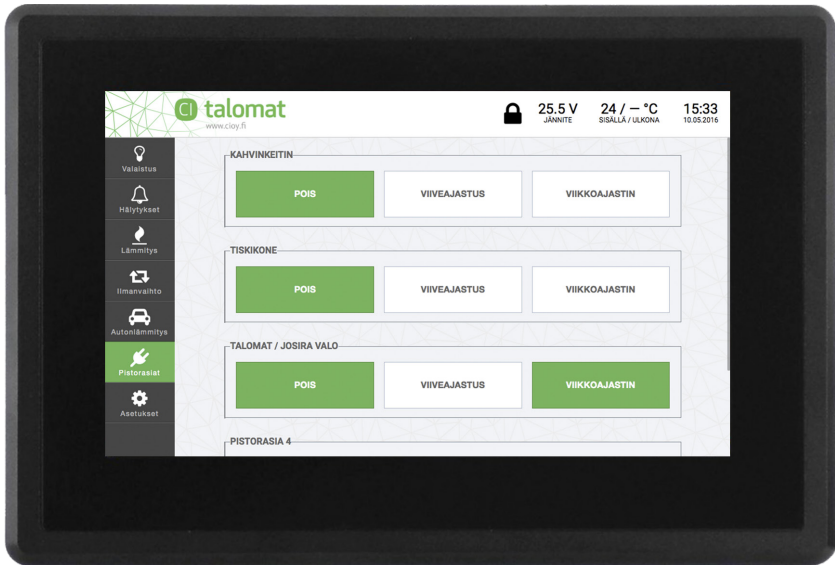 CI talomat
www.cioy.fi
25.5 V
JÄNNITE
24 / — °C
SISÄLLÄ / ULKONA
15:33
10.05.2016
Valaistus
Hälytykset
Lämmitys
Ilmanvaihto
Autonlämmitys
Pistorasiat
Asetukset
KAHVINKEITIN
POIS
VIIVEAJASTUS
VIIKKOAJASTIN
TISKIKONE
POIS
VIIVEAJASTUS
VIIKKOAJASTIN
TALOMAT / JOSIRA VALO
POIS
VIIVEAJASTUS
VIIKKOAJASTIN
PISTORASIA 4